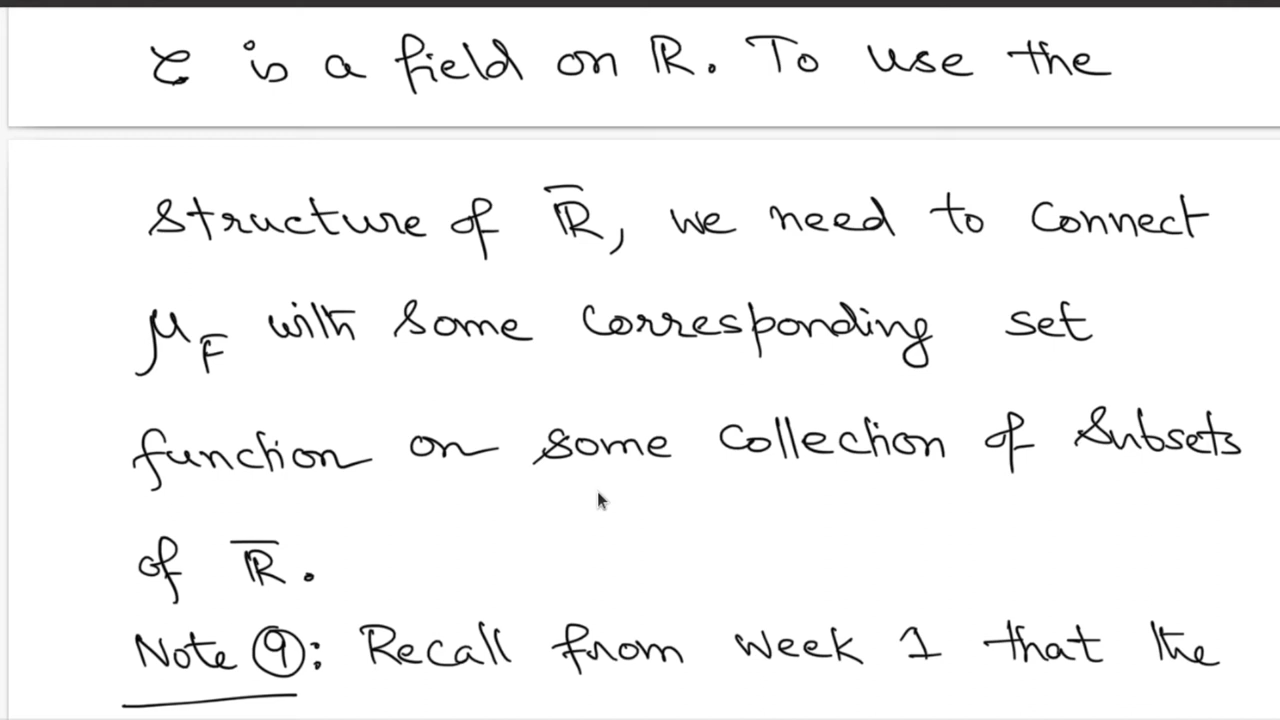 𝒞 is a field on ℝ. To use the
structure of ℝ̅, we need to connect
μ_F with some corresponding set
function on some collection of subsets
of ℝ̅.
Note ⑨: Recall from Week 1 that the